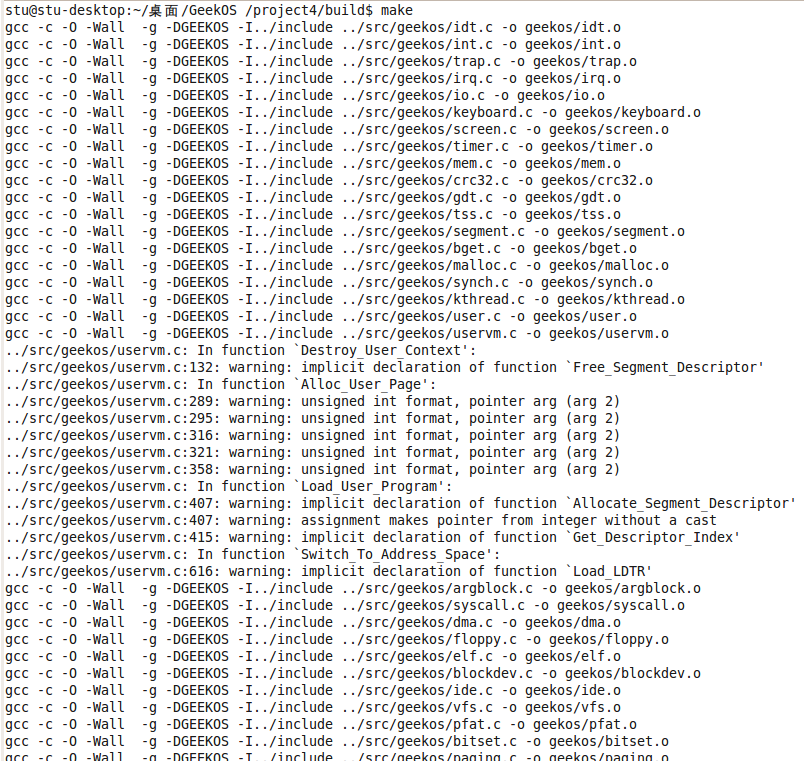 stu@stu-desktop:~/桌面/GeekOS /project4/build$ make
gcc -c -O -Wall  -g -DGEEKOS -I../include ../src/geekos/idt.c -o geekos/idt.o
gcc -c -O -Wall  -g -DGEEKOS -I../include ../src/geekos/int.c -o geekos/int.o
gcc -c -O -Wall  -g -DGEEKOS -I../include ../src/geekos/trap.c -o geekos/trap.o
gcc -c -O -Wall  -g -DGEEKOS -I../include ../src/geekos/irq.c -o geekos/irq.o
gcc -c -O -Wall  -g -DGEEKOS -I../include ../src/geekos/io.c -o geekos/io.o
gcc -c -O -Wall  -g -DGEEKOS -I../include ../src/geekos/keyboard.c -o geekos/keyboard.o
gcc -c -O -Wall  -g -DGEEKOS -I../include ../src/geekos/screen.c -o geekos/screen.o
gcc -c -O -Wall  -g -DGEEKOS -I../include ../src/geekos/timer.c -o geekos/timer.o
gcc -c -O -Wall  -g -DGEEKOS -I../include ../src/geekos/mem.c -o geekos/mem.o
gcc -c -O -Wall  -g -DGEEKOS -I../include ../src/geekos/crc32.c -o geekos/crc32.o
gcc -c -O -Wall  -g -DGEEKOS -I../include ../src/geekos/gdt.c -o geekos/gdt.o
gcc -c -O -Wall  -g -DGEEKOS -I../include ../src/geekos/tss.c -o geekos/tss.o
gcc -c -O -Wall  -g -DGEEKOS -I../include ../src/geekos/segment.c -o geekos/segment.o
gcc -c -O -Wall  -g -DGEEKOS -I../include ../src/geekos/bget.c -o geekos/bget.o
gcc -c -O -Wall  -g -DGEEKOS -I../include ../src/geekos/malloc.c -o geekos/malloc.o
gcc -c -O -Wall  -g -DGEEKOS -I../include ../src/geekos/synch.c -o geekos/synch.o
gcc -c -O -Wall  -g -DGEEKOS -I../include ../src/geekos/kthread.c -o geekos/kthread.o
gcc -c -O -Wall  -g -DGEEKOS -I../include ../src/geekos/user.c -o geekos/user.o
gcc -c -O -Wall  -g -DGEEKOS -I../include ../src/geekos/uservm.c -o geekos/uservm.o
../src/geekos/uservm.c: In function `Destroy_User_Context':
../src/geekos/uservm.c:132: warning: implicit declaration of function `Free_Segment_Descriptor'
../src/geekos/uservm.c: In function `Alloc_User_Page':
../src/geekos/uservm.c:289: warning: unsigned int format, pointer arg (arg 2)
../src/geekos/uservm.c:295: warning: unsigned int format, pointer arg (arg 2)
../src/geekos/uservm.c:316: warning: unsigned int format, pointer arg (arg 2)
../src/geekos/uservm.c:321: warning: unsigned int format, pointer arg (arg 2)
../src/geekos/uservm.c:358: warning: unsigned int format, pointer arg (arg 2)
../src/geekos/uservm.c: In function `Load_User_Program':
../src/geekos/uservm.c:407: warning: implicit declaration of function `Allocate_Segment_Descriptor'
../src/geekos/uservm.c:407: warning: assignment makes pointer from integer without a cast
../src/geekos/uservm.c:415: warning: implicit declaration of function `Get_Descriptor_Index'
../src/geekos/uservm.c: In function `Switch_To_Address_Space':
../src/geekos/uservm.c:616: warning: implicit declaration of function `Load_LDTR'
gcc -c -O -Wall  -g -DGEEKOS -I../include ../src/geekos/argblock.c -o geekos/argblock.o
gcc -c -O -Wall  -g -DGEEKOS -I../include ../src/geekos/syscall.c -o geekos/syscall.o
gcc -c -O -Wall  -g -DGEEKOS -I../include ../src/geekos/dma.c -o geekos/dma.o
gcc -c -O -Wall  -g -DGEEKOS -I../include ../src/geekos/floppy.c -o geekos/floppy.o
gcc -c -O -Wall  -g -DGEEKOS -I../include ../src/geekos/elf.c -o geekos/elf.o
gcc -c -O -Wall  -g -DGEEKOS -I../include ../src/geekos/blockdev.c -o geekos/blockdev.o
gcc -c -O -Wall  -g -DGEEKOS -I../include ../src/geekos/ide.c -o geekos/ide.o
gcc -c -O -Wall  -g -DGEEKOS -I../include ../src/geekos/vfs.c -o geekos/vfs.o
gcc -c -O -Wall  -g -DGEEKOS -I../include ../src/geekos/pfat.c -o geekos/pfat.o
gcc -c -O -Wall  -g -DGEEKOS -I../include ../src/geekos/bitset.c -o geekos/bitset.o
gcc -c -O -Wall  -g -DGEEKOS -I../include ../src/geekos/paging.c -o geekos/paging.o